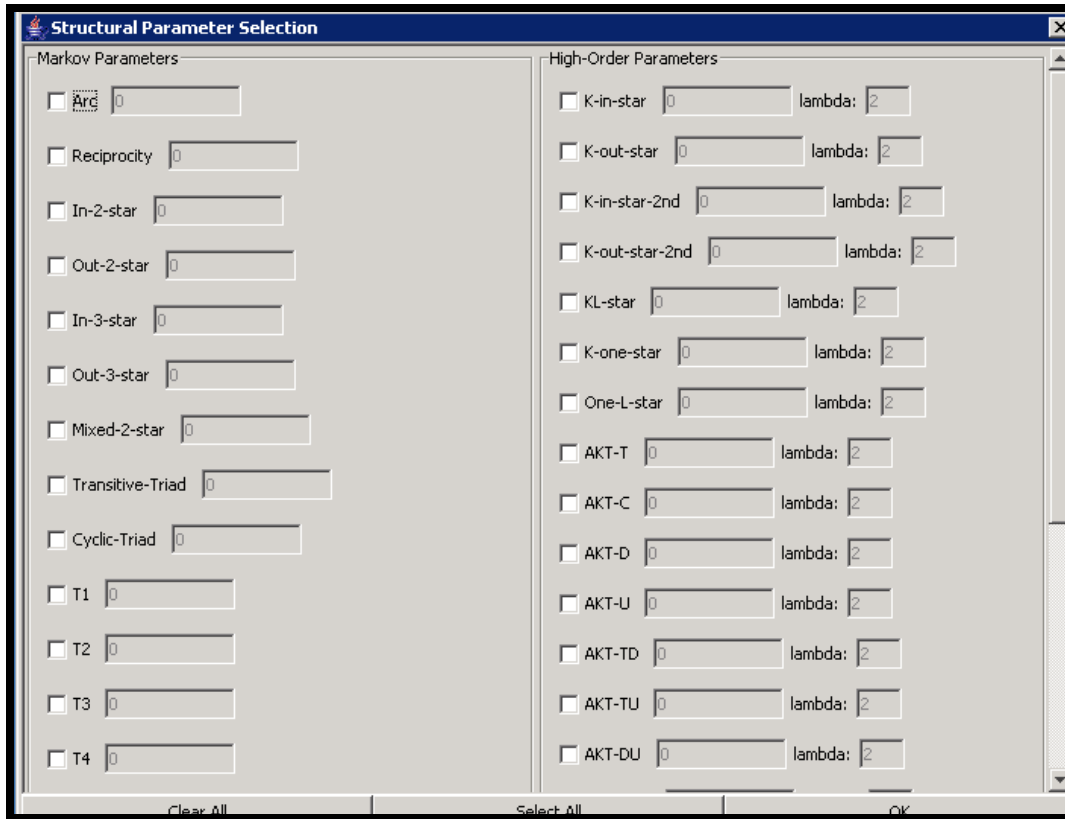 Structural Parameter Selection
Markov Parameters
Arc 0
Reciprocity 0
In-2-star 0
Out-2-star 0
In-3-star 0
Out-3-star 0
Mixed-2-star 0
Transitive-Triad 0
Cyclic-Triad 0
T1 0
T2 0
T3 0
T4 0
High-Order Parameters
K-in-star 0 lambda: 2
K-out-star 0 lambda: 2
K-in-star-2nd 0 lambda: 2
K-out-star-2nd 0 lambda: 2
KL-star 0 lambda: 2
K-one-star 0 lambda: 2
One-L-star 0 lambda: 2
AKT-T 0 lambda: 2
AKT-C 0 lambda: 2
AKT-D 0 lambda: 2
AKT-U 0 lambda: 2
AKT-TD 0 lambda: 2
AKT-TU 0 lambda: 2
AKT-DU 0 lambda: 2
Clear All Select All OK